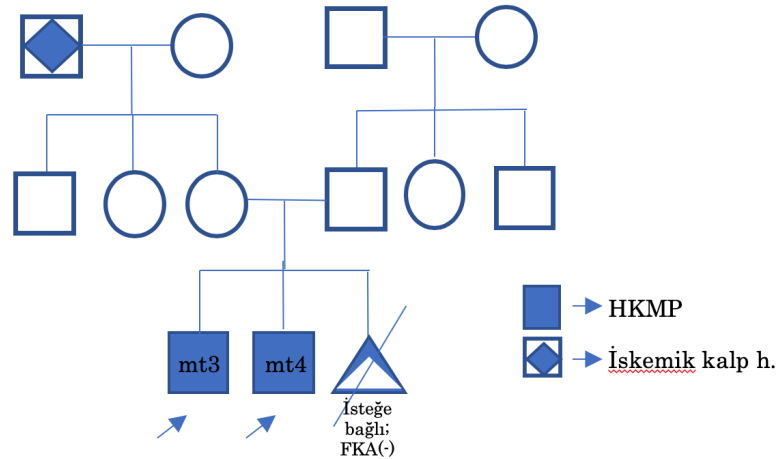 HKMP
İskemik kalp h.
mt3
mt4
İsteğe
bağlı;
FKA(-)